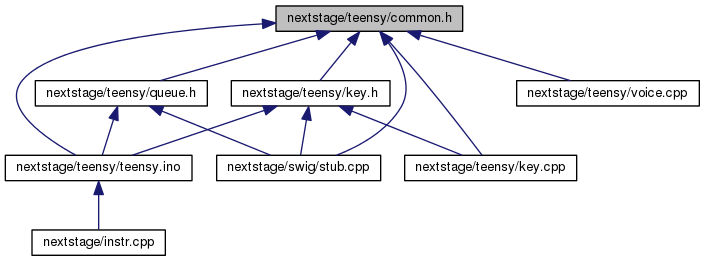 nextstage/teensy/common.h
nextstage/teensy/queue.h
nextstage/teensy/key.h
nextstage/teensy/voice.cpp
nextstage/teensy/teensy.ino
nextstage/swig/stub.cpp
nextstage/teensy/key.cpp
nextstage/instr.cpp